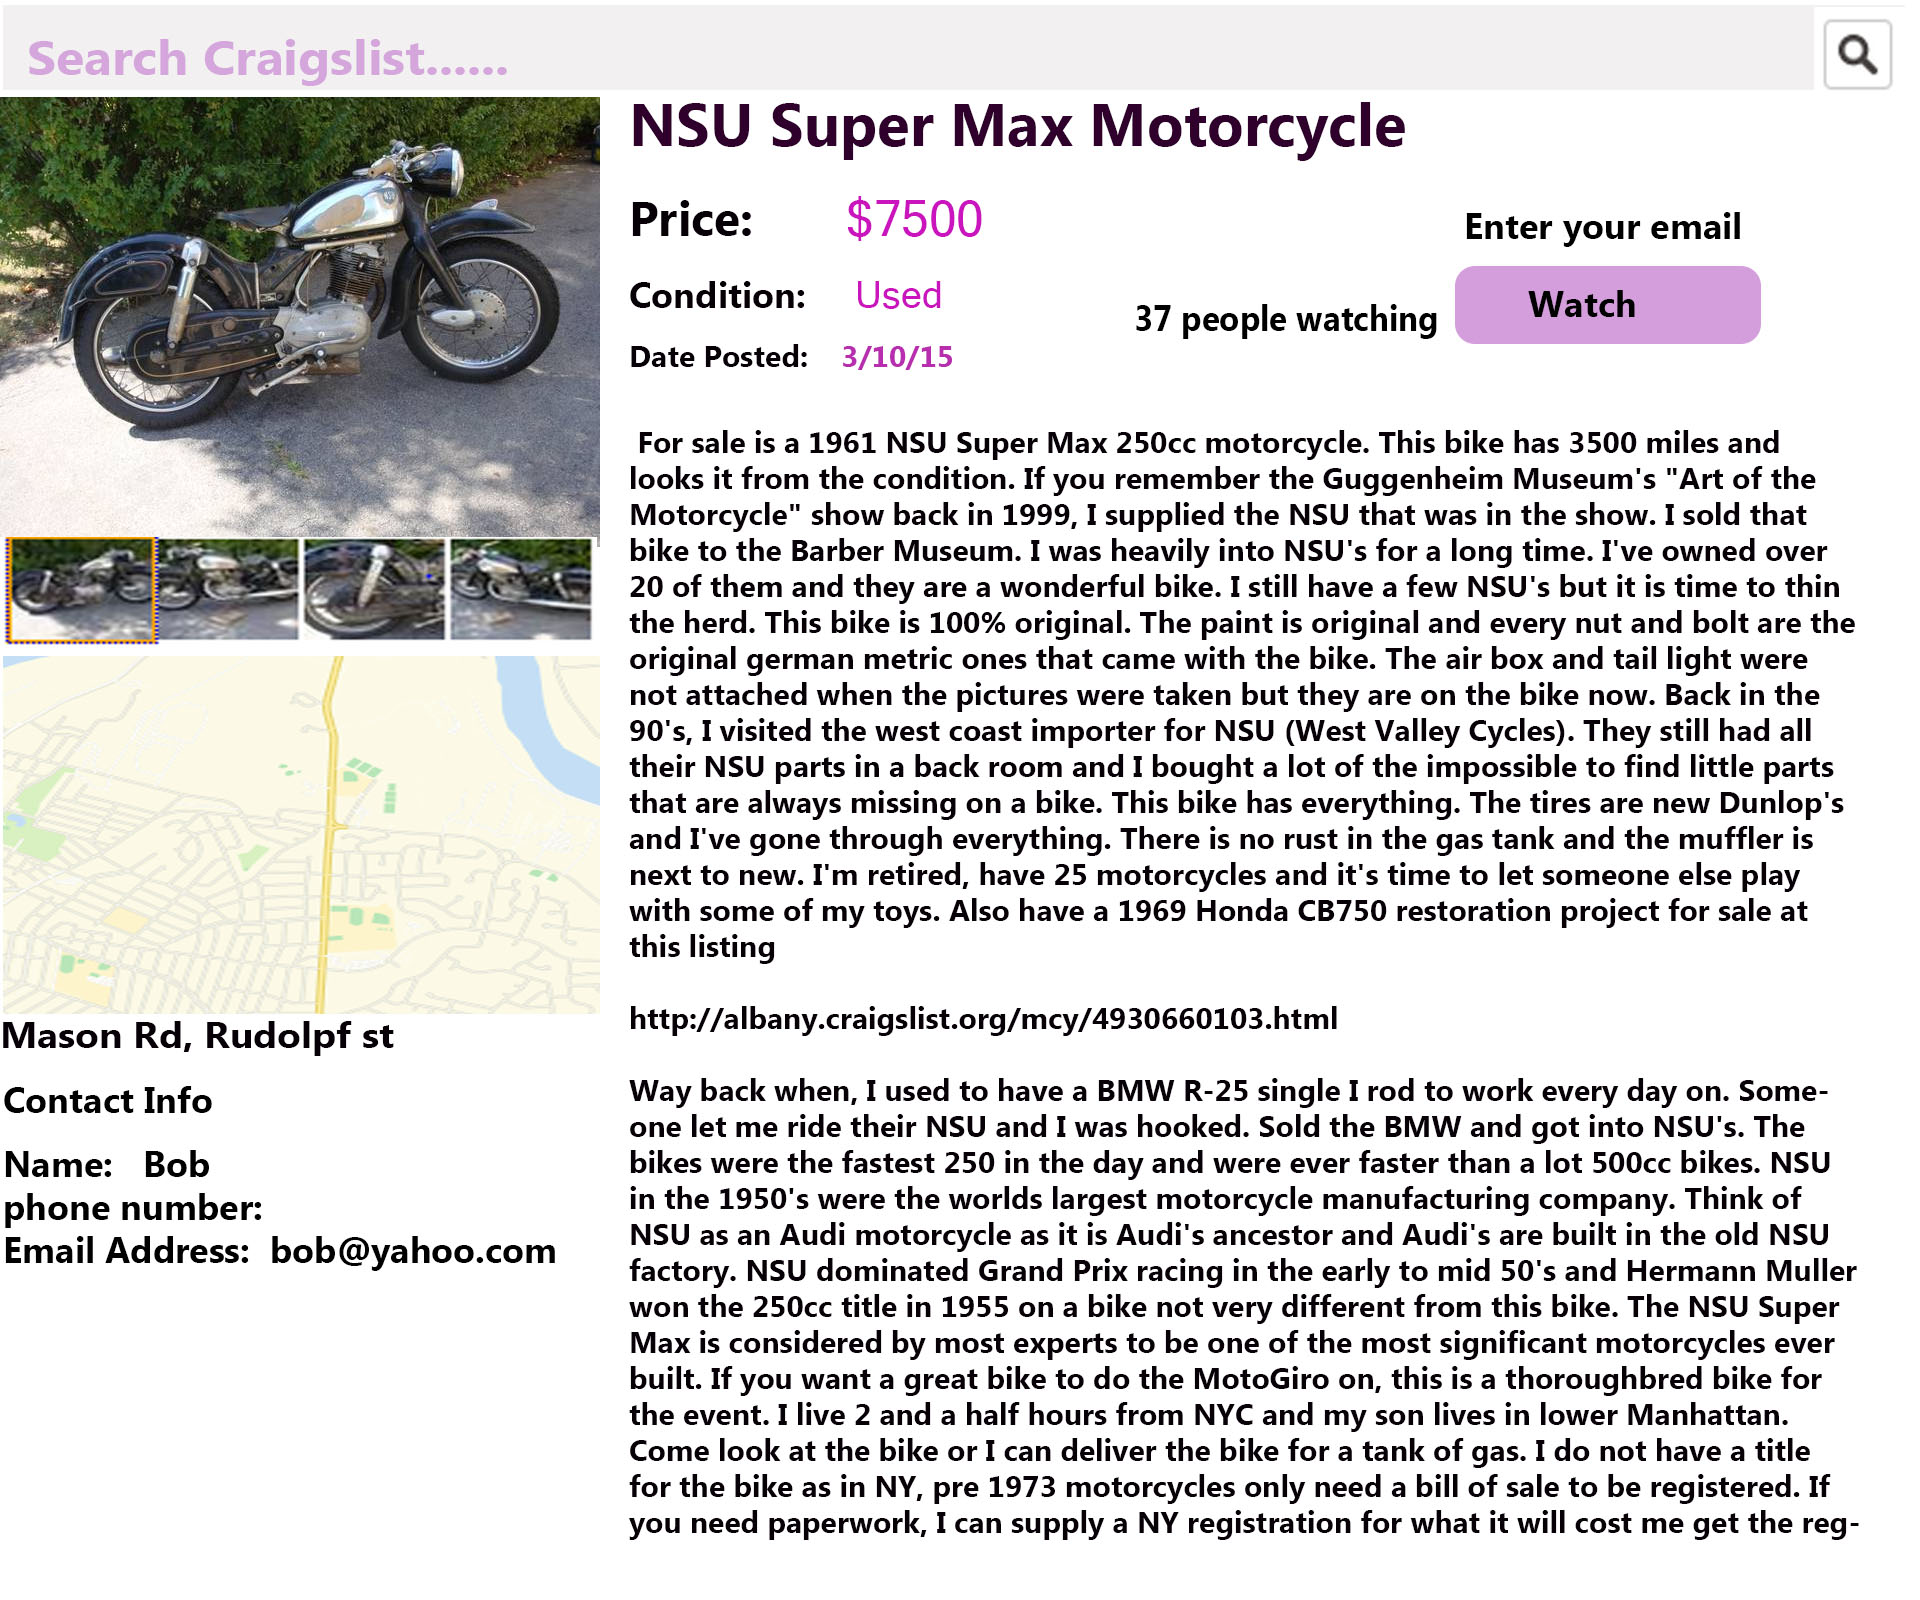 Search Craigslist......
NSU Super Max Motorcycle
Price: $7500
Enter your email
Condition: Used
37 people watching
Watch
Date Posted: 3/10/15
NSU
For sale is a 1961 NSU Super Max 250cc motorcycle. This bike has 3500 miles and
looks it from the condition. If you remember the Guggenheim Museum's "Art of the
Motorcycle" show back in 1999, I supplied the NSU that was in the show. I sold that
bike to the Barber Museum. I was heavily into NSU's for a long time. I've owned over
20 of them and they are a wonderful bike. I still have a few NSU's but it is time to thin
the herd. This bike is 100% original. The paint is original and every nut and bolt are the
original german metric ones that came with the bike. The air box and tail light were
not attached when the pictures were taken but they are on the bike now. Back in the
90's, I visited the west coast importer for NSU (West Valley Cycles). They still had all
their NSU parts in a back room and I bought a lot of the impossible to find little parts
that are always missing on a bike. This bike has everything. The tires are new Dunlop's
and I've gone through everything. There is no rust in the gas tank and the muffler is
next to new. I'm retired, have 25 motorcycles and it's time to let someone else play
with some of my toys. Also have a 1969 Honda CB750 restoration project for sale at
this listing
http://albany.craigslist.org/mcy/4930660103.html
Way back when, I used to have a BMW R-25 single I rod to work every day on. Some-
one let me ride their NSU and I was hooked. Sold the BMW and got into NSU's. The
bikes were the fastest 250 in the day and were ever faster than a lot 500cc bikes. NSU
in the 1950's were the worlds largest motorcycle manufacturing company. Think of
NSU as an Audi motorcycle as it is Audi's ancestor and Audi's are built in the old NSU
factory. NSU dominated Grand Prix racing in the early to mid 50's and Hermann Muller
won the 250cc title in 1955 on a bike not very different from this bike. The NSU Super
Max is considered by most experts to be one of the most significant motorcycles ever
built. If you want a great bike to do the MotoGiro on, this is a thoroughbred bike for
the event. I live 2 and a half hours from NYC and my son lives in lower Manhattan.
Come look at the bike or I can deliver the bike for a tank of gas. I do not have a title
for the bike as in NY, pre 1973 motorcycles only need a bill of sale to be registered. If
you need paperwork, I can supply a NY registration for what it will cost me get the reg-
Mason Rd, Rudolpf st
Contact Info
Name: Bob
phone number:
Email Address: bob@yahoo.com